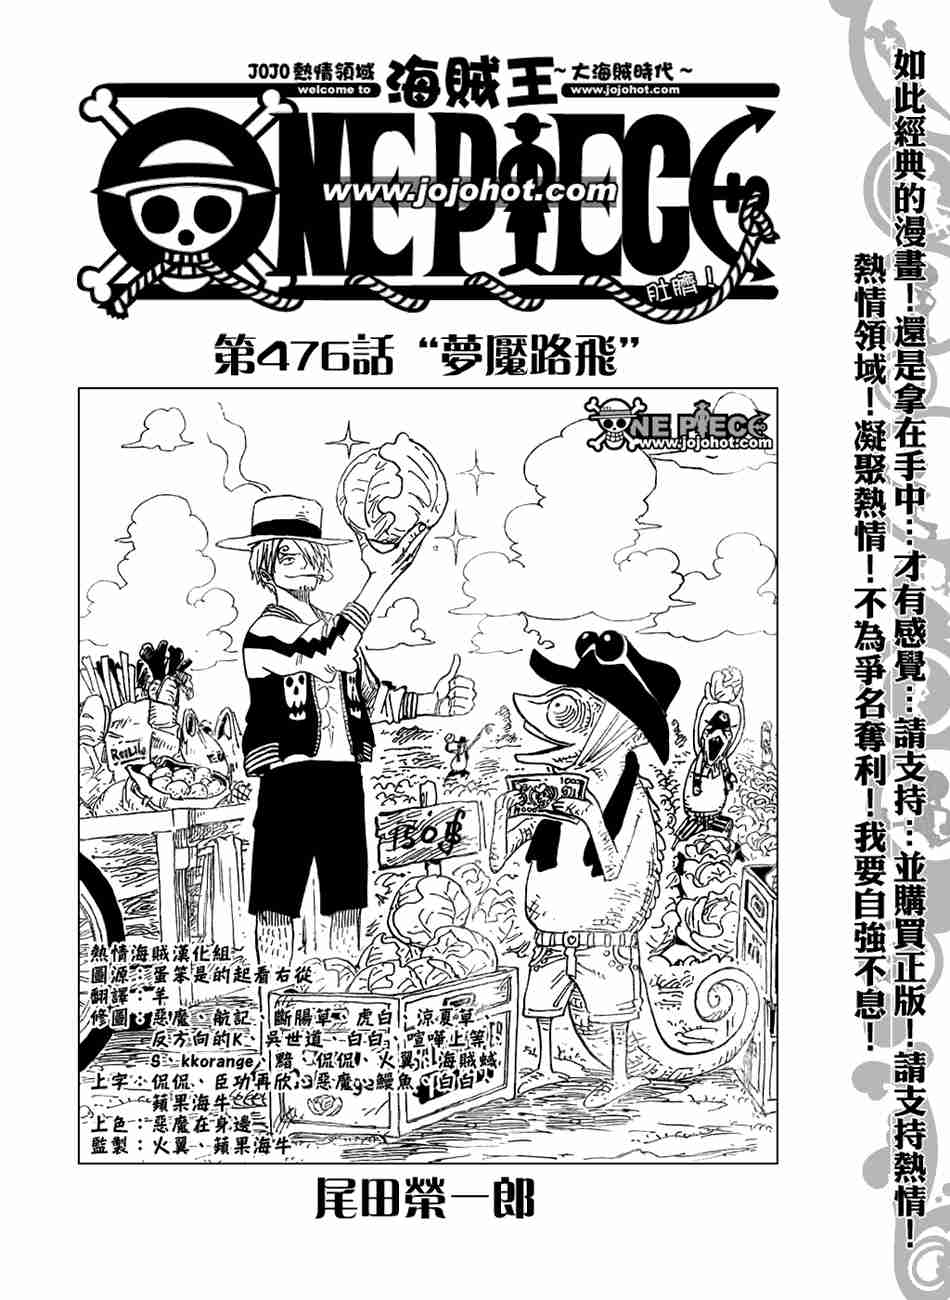 JOJO熱情領域
welcome to
海賊王
~大海賊時代~
www.jojohot.com
ONE PIECE
www.jojohot.com
肚臍！
第476話 “夢魘路飛”
ONE PIECE
www.jojohot.com
150฿
1000
熱情海賊漢化組
圖源：蛋笨是的起看右從
翻譯：羊
修圖：惡魔、航記、斷腸草、虎白、涼夏草
反方向的K、吳世道、白白、喧嘩上等
S、kkorange、黯、侃侃、火翼、海賊蜮
上字：侃侃、臣功再欣、惡魔、鰻魚、白白
蘋果海牛
上色：惡魔在身邊
監製：火翼、蘋果海牛
尾田榮一郎
如此經典的漫畫！還是拿在手中…才有感覺…請支持…並購買正版！請支持熱情！
熱情領域！凝聚熱情！不為爭名奪利！我要自強不息！